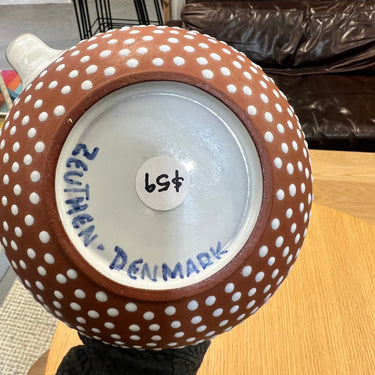 ZEUTHEN - DENMARK
$59